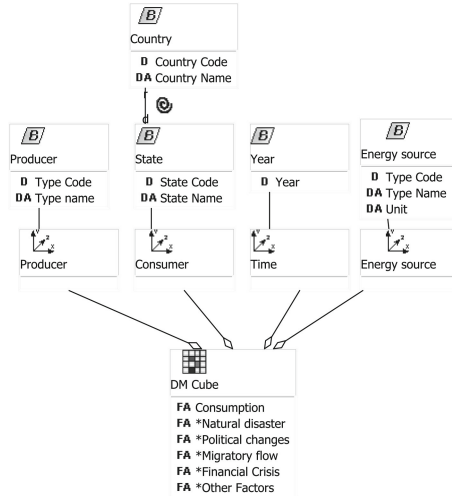 B
Country
D Country Code
DA Country Name
r
d
B
Producer
D Type Code
DA Type name
B
State
D State Code
DA State Name
B
Year
D Year
B
Energy source
D Type Code
DA Type Name
DA Unit
Y Z X
Producer
Y Z X
Consumer
Y Z X
Time
Y Z X
Energy source
DM Cube
FA Consumption
FA *Natural disaster
FA *Political changes
FA *Migratory flow
FA *Financial Crisis
FA *Other Factors